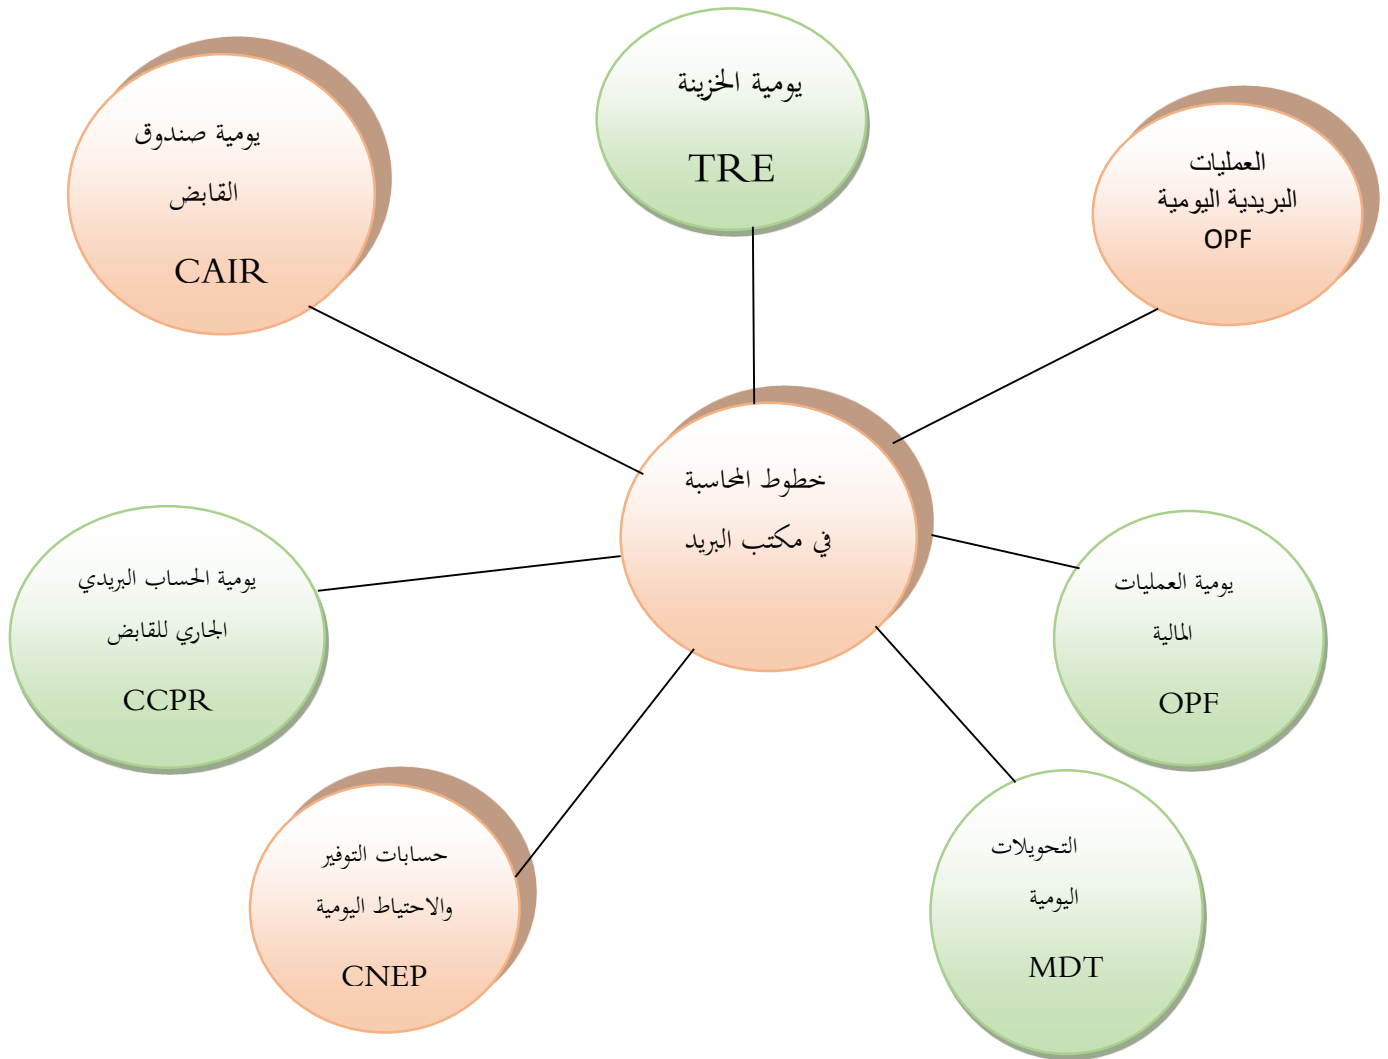 يومية الخزينة
TRE
العمليات
البريدية اليومية
OPF
يومية صندوق
القابض
CAIR
خطوط المحاسبة
في مكتب البريد
يومية العمليات
المالية
OPF
يومية الحساب البريدي
الجاري للقابض
CCPR
التحويلات
اليومية
MDT
حسابات التوفير
والاحتياط اليومية
CNEP